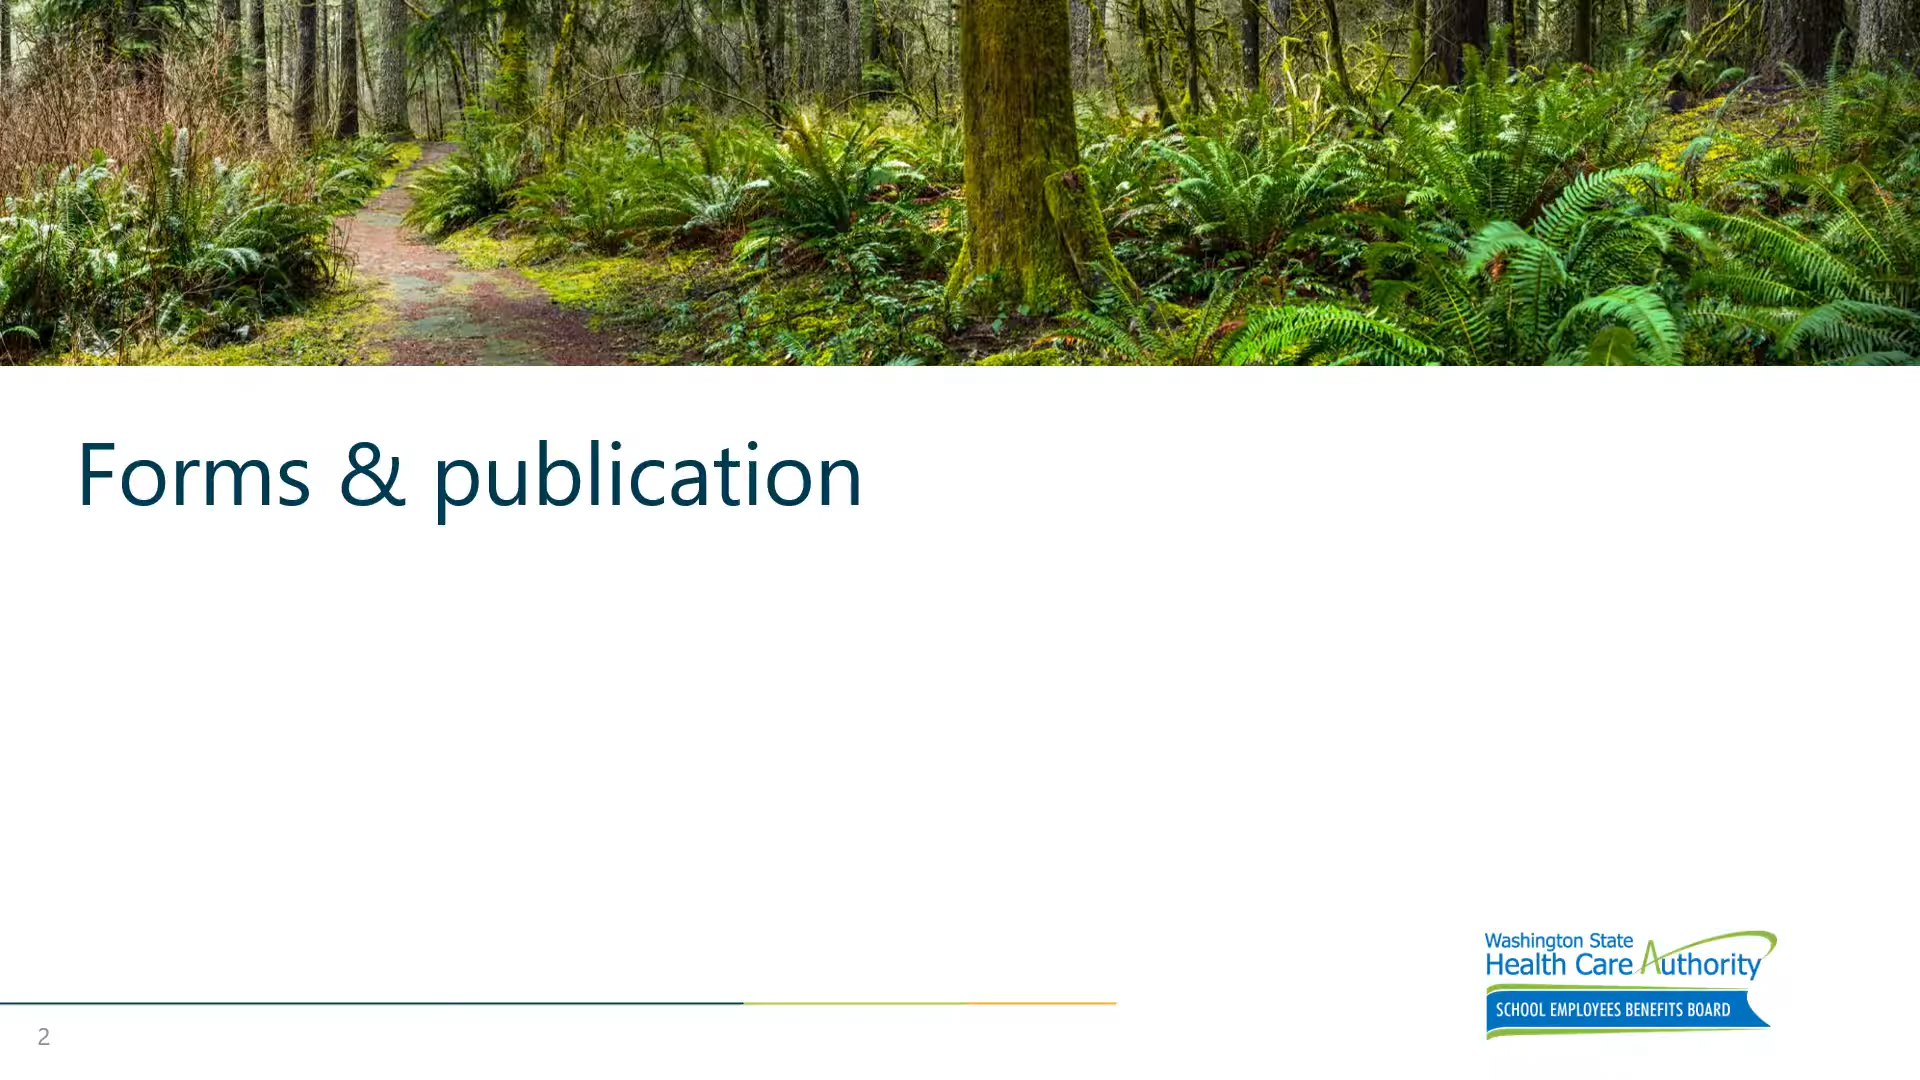 Forms & publication
Washington State
Health Care Authority
SCHOOL EMPLOYEES BENEFITS BOARD
2